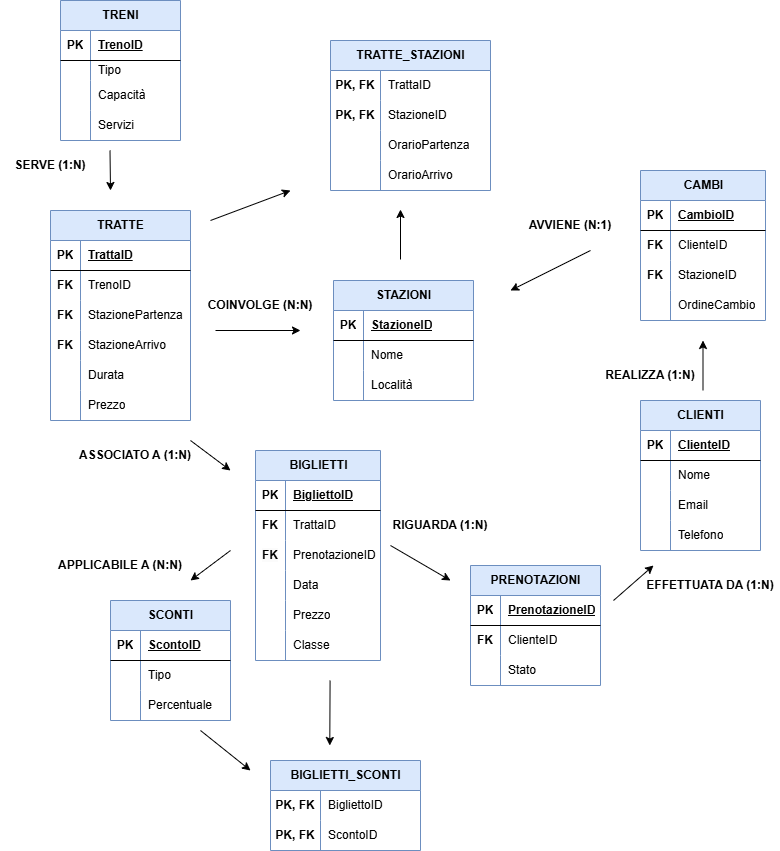 TRENI
PK TrenoID
Tipo
Capacità
Servizi
SERVE (1:N)
TRATTE_STAZIONI
PK, FK TrattaID
PK, FK StazioneID
OrarioPartenza
OrarioArrivo
TRATTE
PK TrattaID
FK TrenoID
FK StazionePartenza
FK StazioneArrivo
Durata
Prezzo
COINVOLGE (N:N)
STAZIONI
PK StazioneID
Nome
Località
AVVIENE (N:1)
CAMBI
PK CambioID
FK ClienteID
FK StazioneID
OrdineCambio
REALIZZA (1:N)
CLIENTI
PK ClienteID
Nome
Email
Telefono
ASSOCIATO A (1:N)
BIGLIETTI
PK BigliettoID
FK TrattaID
FK PrenotazioneID
Data
Prezzo
Classe
RIGUARDA (1:N)
PRENOTAZIONI
PK PrenotazioneID
FK ClienteID
Stato
EFFETTUATA DA (1:N)
APPLICABILE A (N:N)
SCONTI
PK ScontoID
Tipo
Percentuale
BIGLIETTI_SCONTI
PK, FK BigliettoID
PK, FK ScontoID